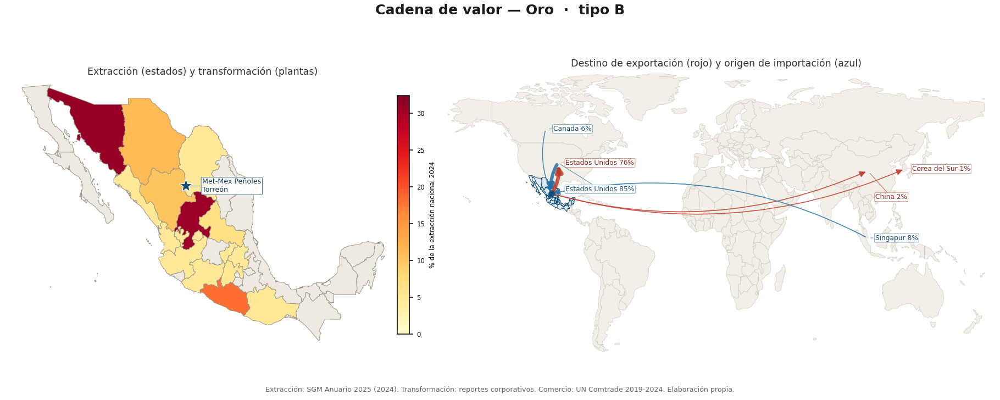 Cadena de valor — Oro · tipo B
Extracción (estados) y transformación (plantas)
Met-Mex Peñoles
Torreón
30
25
20
15
10
5
0
% de la extracción nacional 2024
Destino de exportación (rojo) y origen de importación (azul)
Canada 6%
Estados Unidos 76%
Corea del Sur 1%
Estados Unidos 85%
China 2%
Singapur 8%
Extracción: SGM Anuario 2025 (2024). Transformación: reportes corporativos. Comercio: UN Comtrade 2019-2024. Elaboración propia.